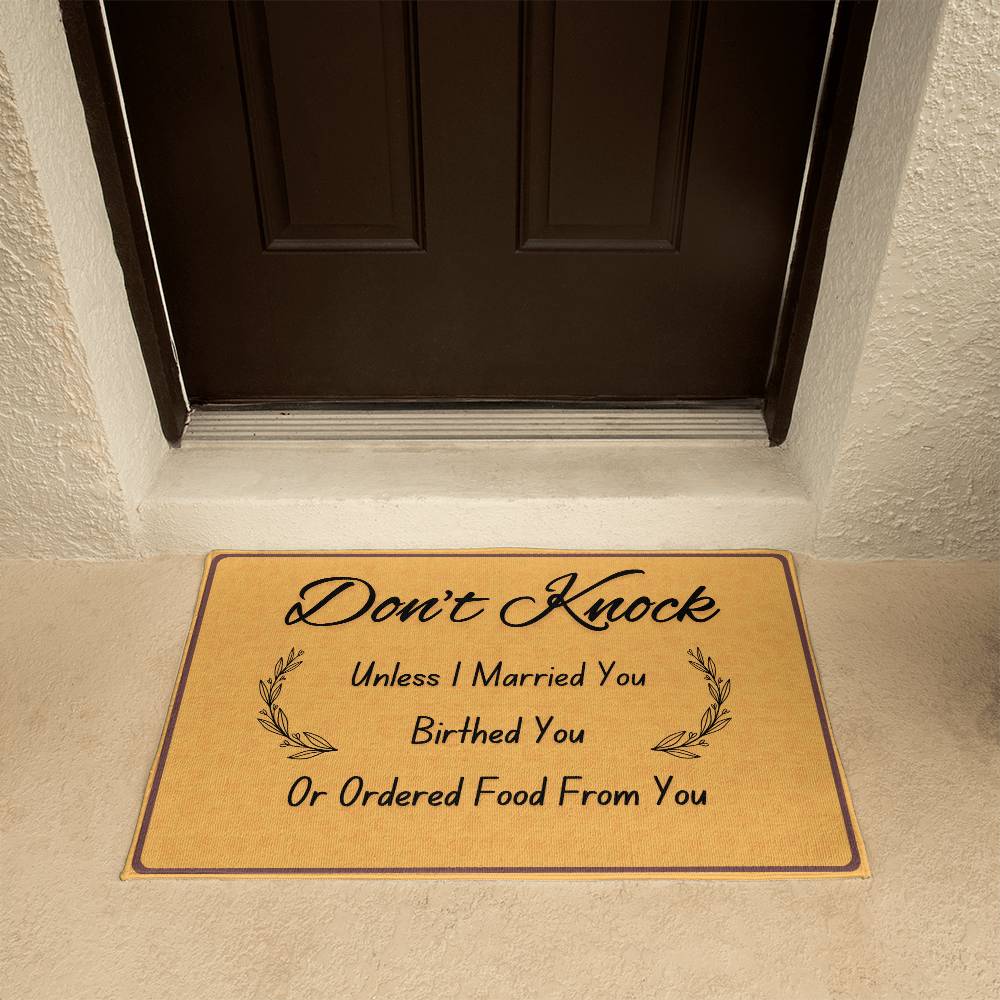 Don't Knock
Unless I Married You
Birthed You
Or Ordered Food From You